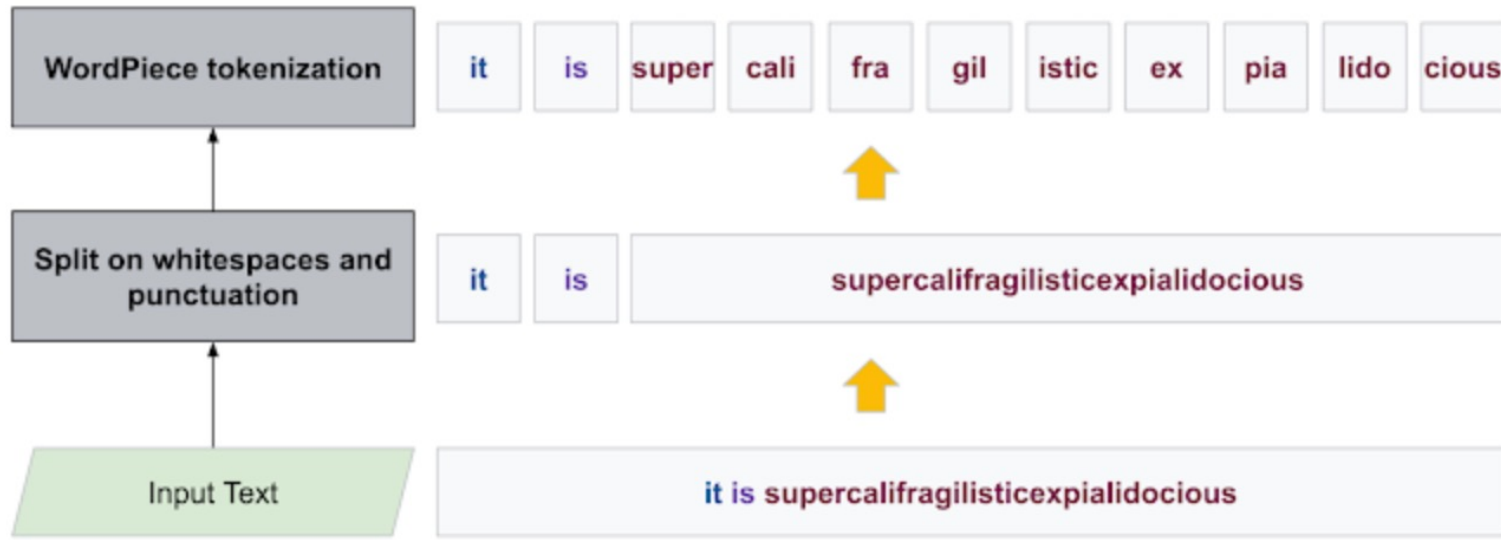 WordPiece tokenization
it is super cali fra gil istic ex pia lido cious
Split on whitespaces and
punctuation
it is supercalifragilisticexpialidocious
Input Text
it is supercalifragilisticexpialidocious